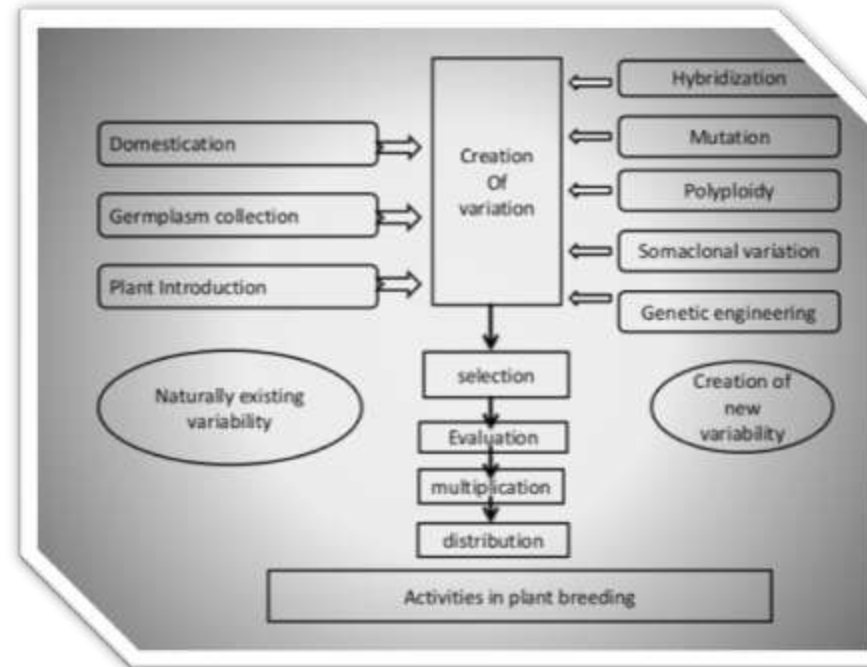 Domestication
Germplasm collection
Plant Introduction
Naturally existing
variability
Creation
Of
variation
selection
Evaluation
multiplication
distribution
Hybridization
Mutation
Polyploidy
Somaclonal variation
Genetic engineering
Creation of
new
variability
Activities in plant breeding